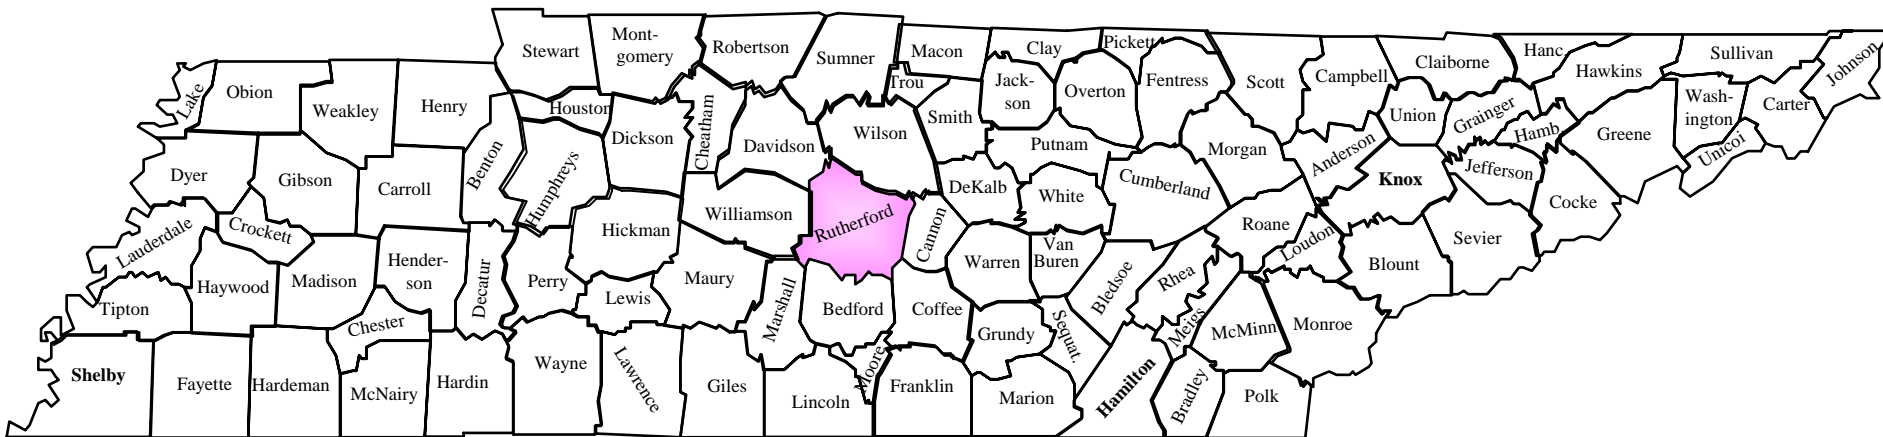 Stewart
Mont-
gomery
Robertson
Sumner
Macon
Clay
Pickett
Trou
Jack-
son
Overton
Fentress
Scott
Campbell
Claiborne
Hanc.
Hawkins
Sullivan
Johnson
Lake
Obion
Weakley
Henry
Benton
Houston
Dickson
Cheatham
Davidson
Wilson
Smith
Putnam
Morgan
Anderson
Union
Grainger
Hamb
Greene
Wash-
ington
Carter
Unicoi
Dyer
Gibson
Carroll
Humphreys
Hickman
Williamson
Rutherford
Cannon
DeKalb
White
Cumberland
Roane
Loudon
Knox
Jefferson
Sevier
Cocke
Lauderdale
Crockett
Haywood
Madison
Hender-
son
Decatur
Perry
Lewis
Maury
Marshall
Bedford
Coffee
Warren
Van
Buren
Bledsoe
Rhea
Meigs
McMinn
Monroe
Blount
Tipton
Chester
Grundy
Sequat.
Shelby
Fayette
Hardeman
McNairy
Hardin
Wayne
Lawrence
Giles
Lincoln
Moore
Franklin
Marion
Hamilton
Bradley
Polk